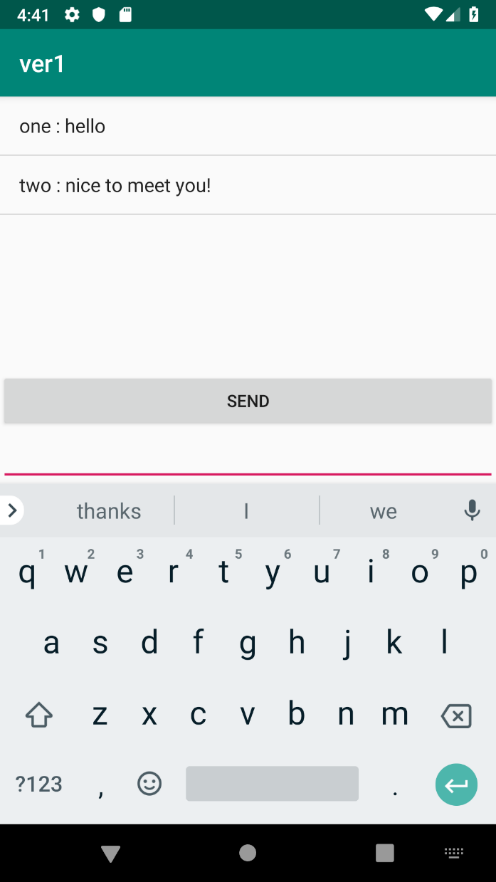 4:41
ver1
one : hello
two : nice to meet you!
SEND
thanks I we
1 2 3 4 5 6 7 8 9 0
q w e r t y u i o p
a s d f g h j k l
z x c v b n m
?123 , .